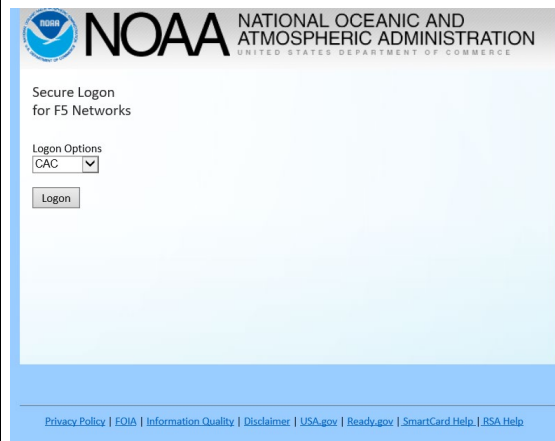 NOAA
NOAA
NATIONAL OCEANIC AND
ATMOSPHERIC ADMINISTRATION
UNITED STATES DEPARTMENT OF COMMERCE
Secure Logon
for F5 Networks
Logon Options
CAC
Logon
Privacy Policy | FOIA | Information Quality | Disclaimer | USA.gov | Ready.gov | SmartCard Help | RSA Help